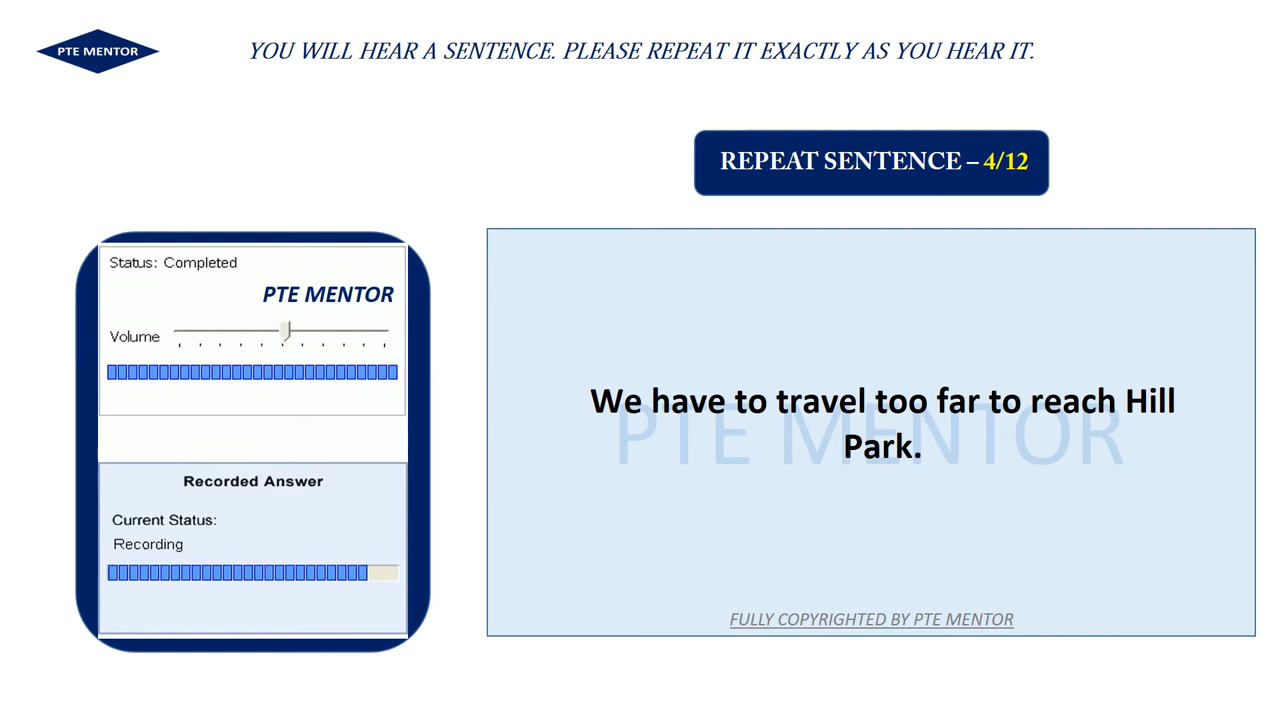 PTE MENTOR
YOU WILL HEAR A SENTENCE. PLEASE REPEAT IT EXACTLY AS YOU HEAR IT.
REPEAT SENTENCE – 4/12
Status: Completed
PTE MENTOR
Volume
Recorded Answer
Current Status:
Recording
We have to travel too far to reach Hill
Park.
PTE MENTOR
FULLY COPYRIGHTED BY PTE MENTOR